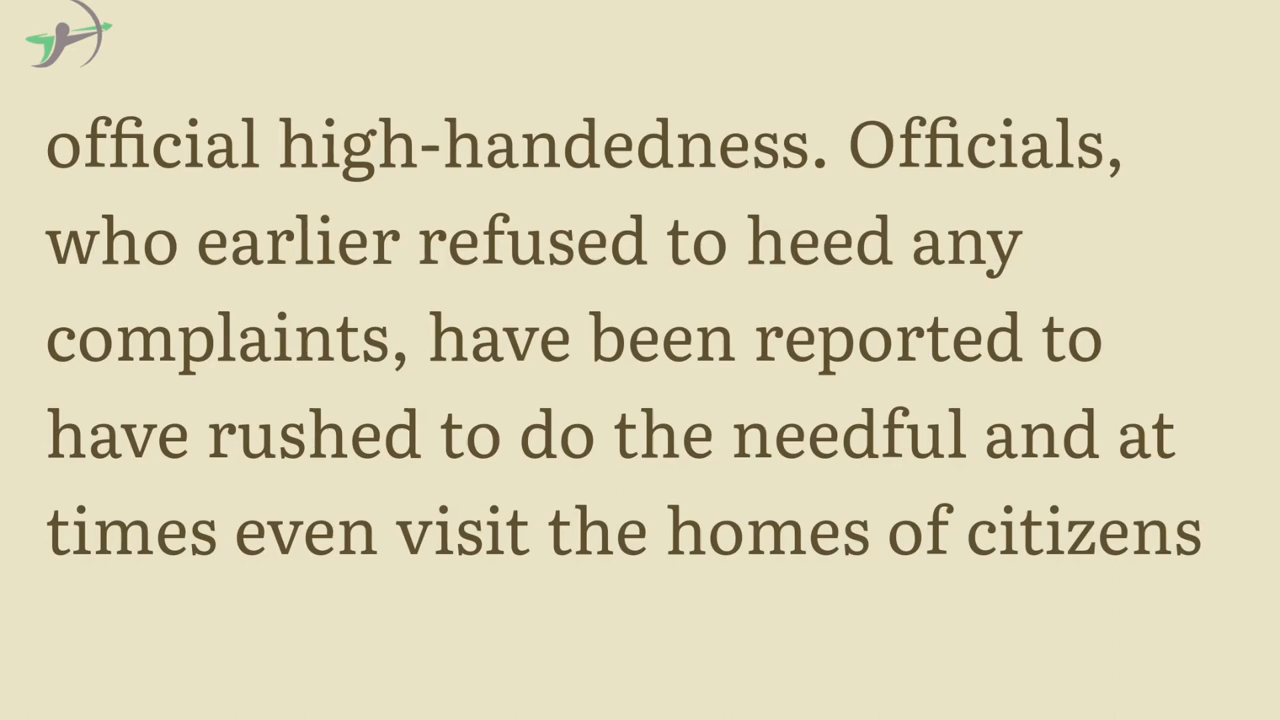 official high-handedness. Officials,
who earlier refused to heed any
complaints, have been reported to
have rushed to do the needful and at
times even visit the homes of citizens